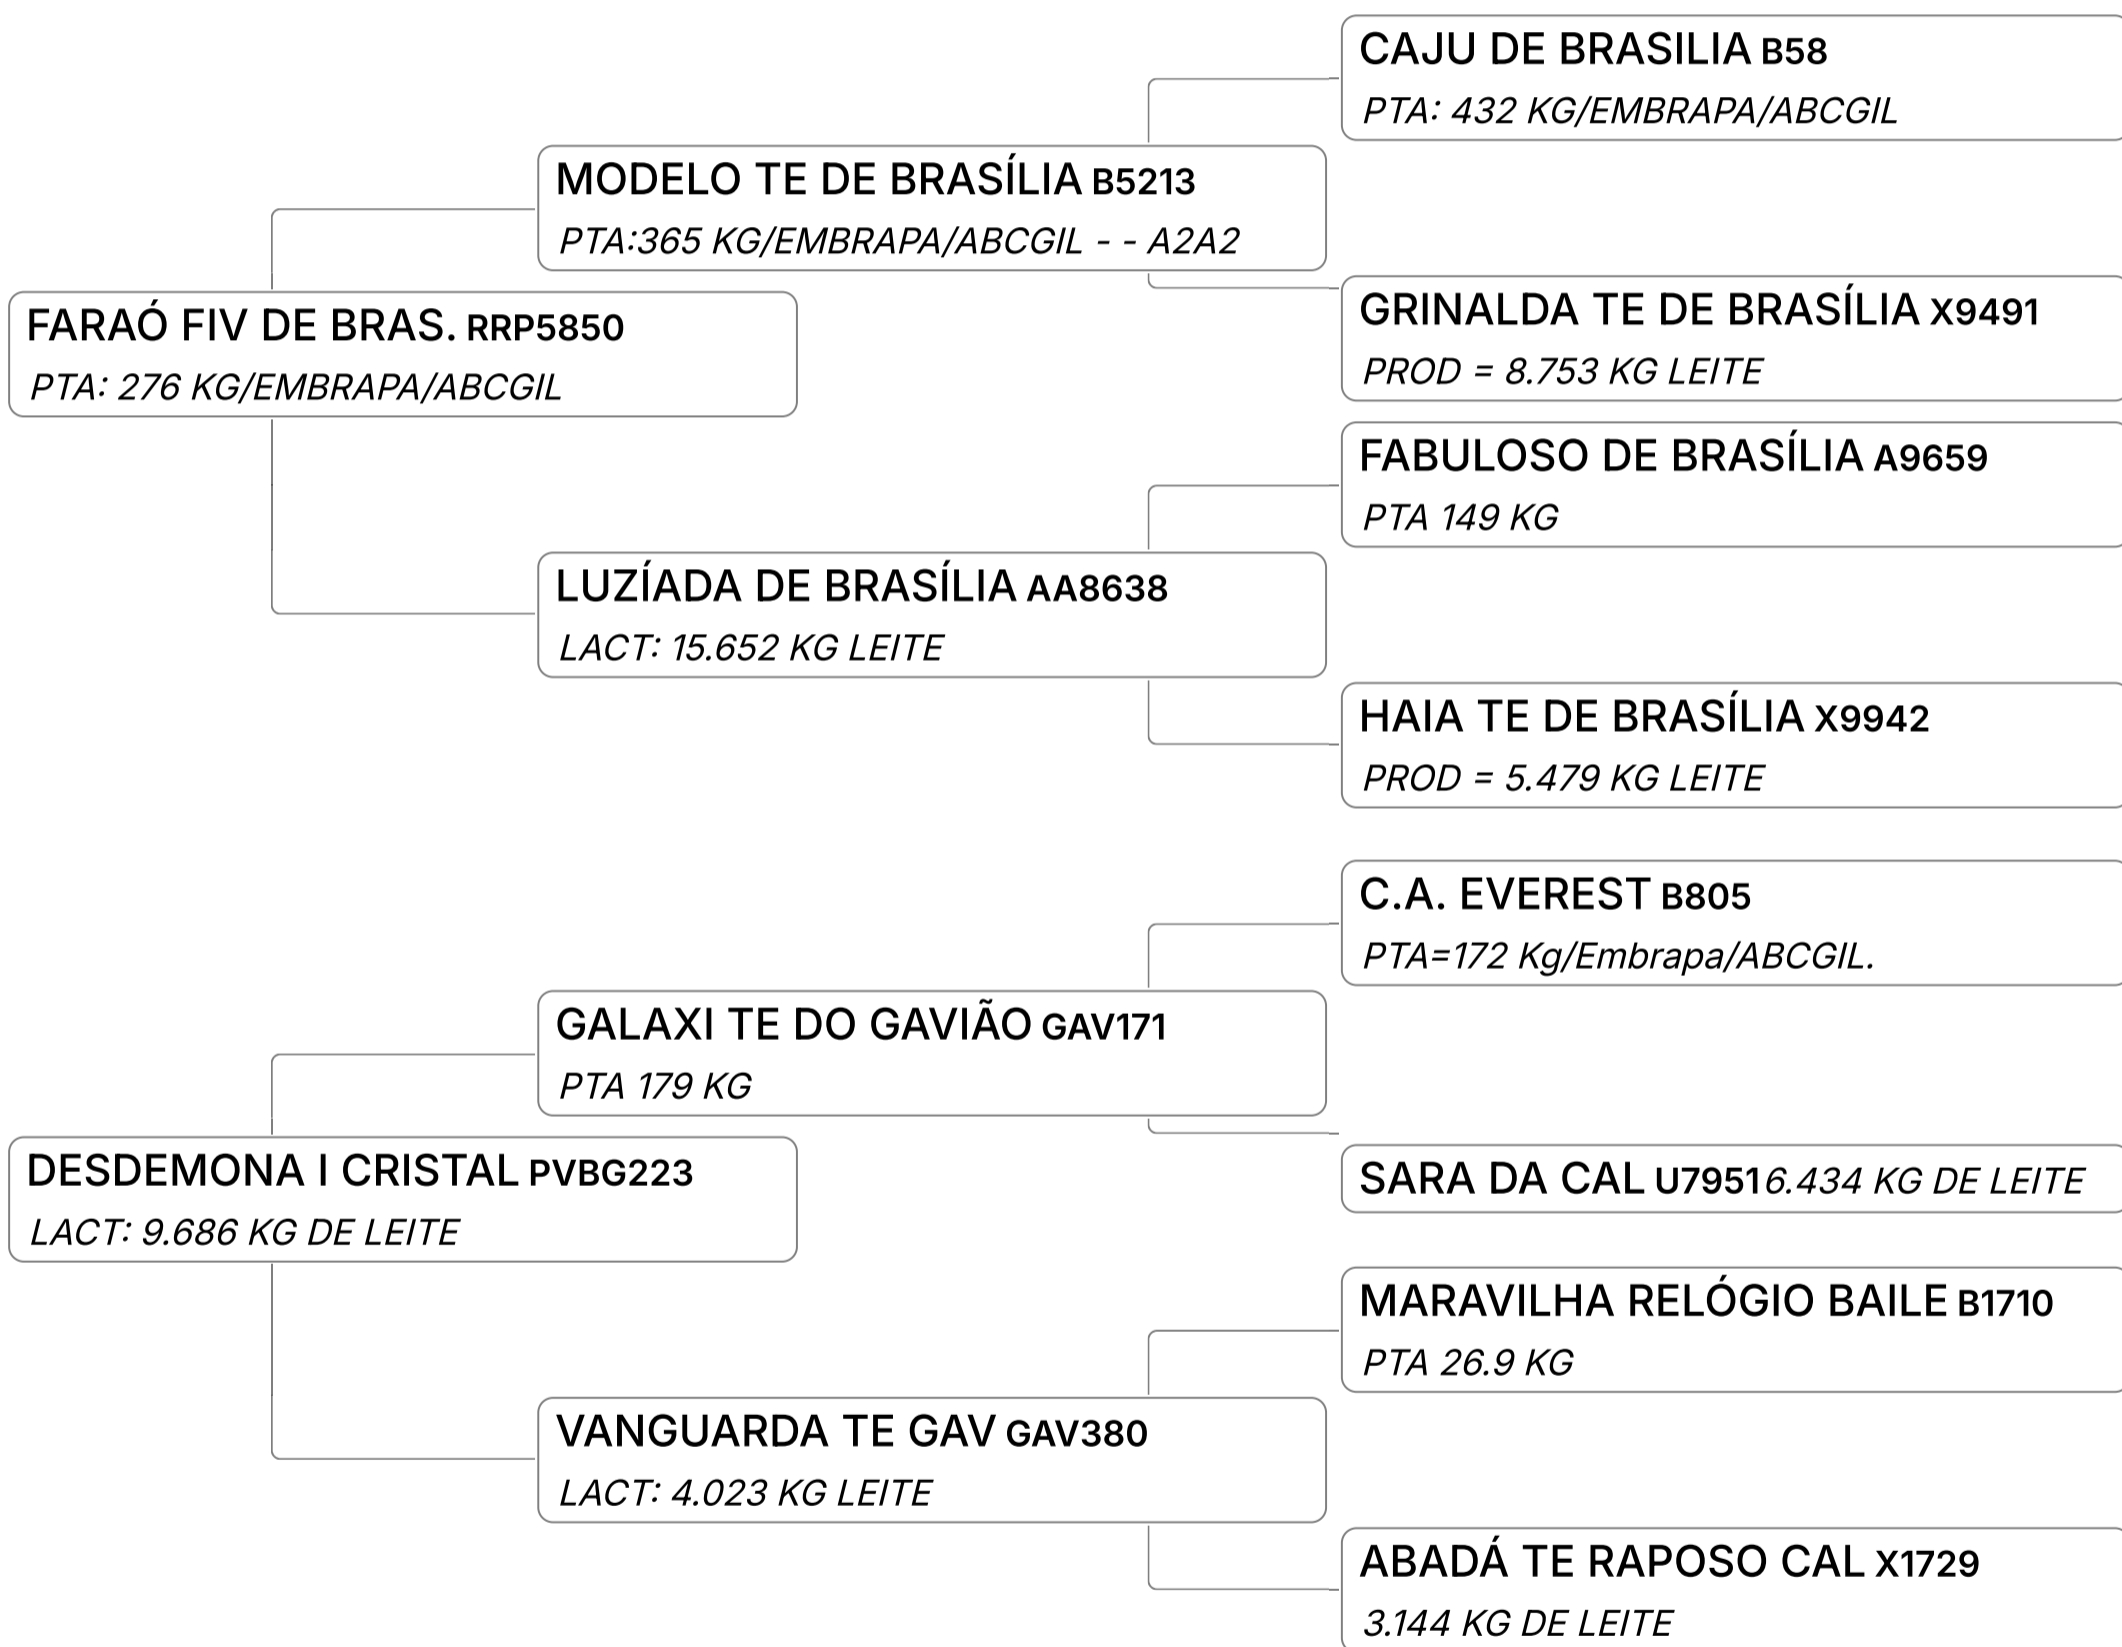 CAJU DE BRASILIA B58
PTA: 432 KG/EMBRAPA/ABCGIL
MODELO TE DE BRASÍLIA B5213
PTA:365 KG/EMBRAPA/ABCGIL - - A2A2
GRINALDA TE DE BRASÍLIA X9491
PROD = 8.753 KG LEITE
FARAÓ FIV DE BRAS. RRP5850
PTA: 276 KG/EMBRAPA/ABCGIL
FABULOSO DE BRASÍLIA A9659
PTA 149 KG
LUZÍADA DE BRASÍLIA AA8638
LACT: 15.652 KG LEITE
HAIA TE DE BRASÍLIA X9942
PROD = 5.479 KG LEITE
C.A. EVEREST B805
PTA=172 Kg/Embrapa/ABCGIL.
GALAXI TE DO GAVIÃO GAV171
PTA 179 KG
SARA DA CAL U7951 6.434 KG DE LEITE
DESDEMONA I CRISTAL PVBG223
LACT: 9.686 KG DE LEITE
MARAVILHA RELÓGIO BAILE B1710
PTA 26.9 KG
VANGUARDA TE GAV GAV380
LACT: 4.023 KG LEITE
ABADÁ TE RAPOSO CAL X1729
3.144 KG DE LEITE